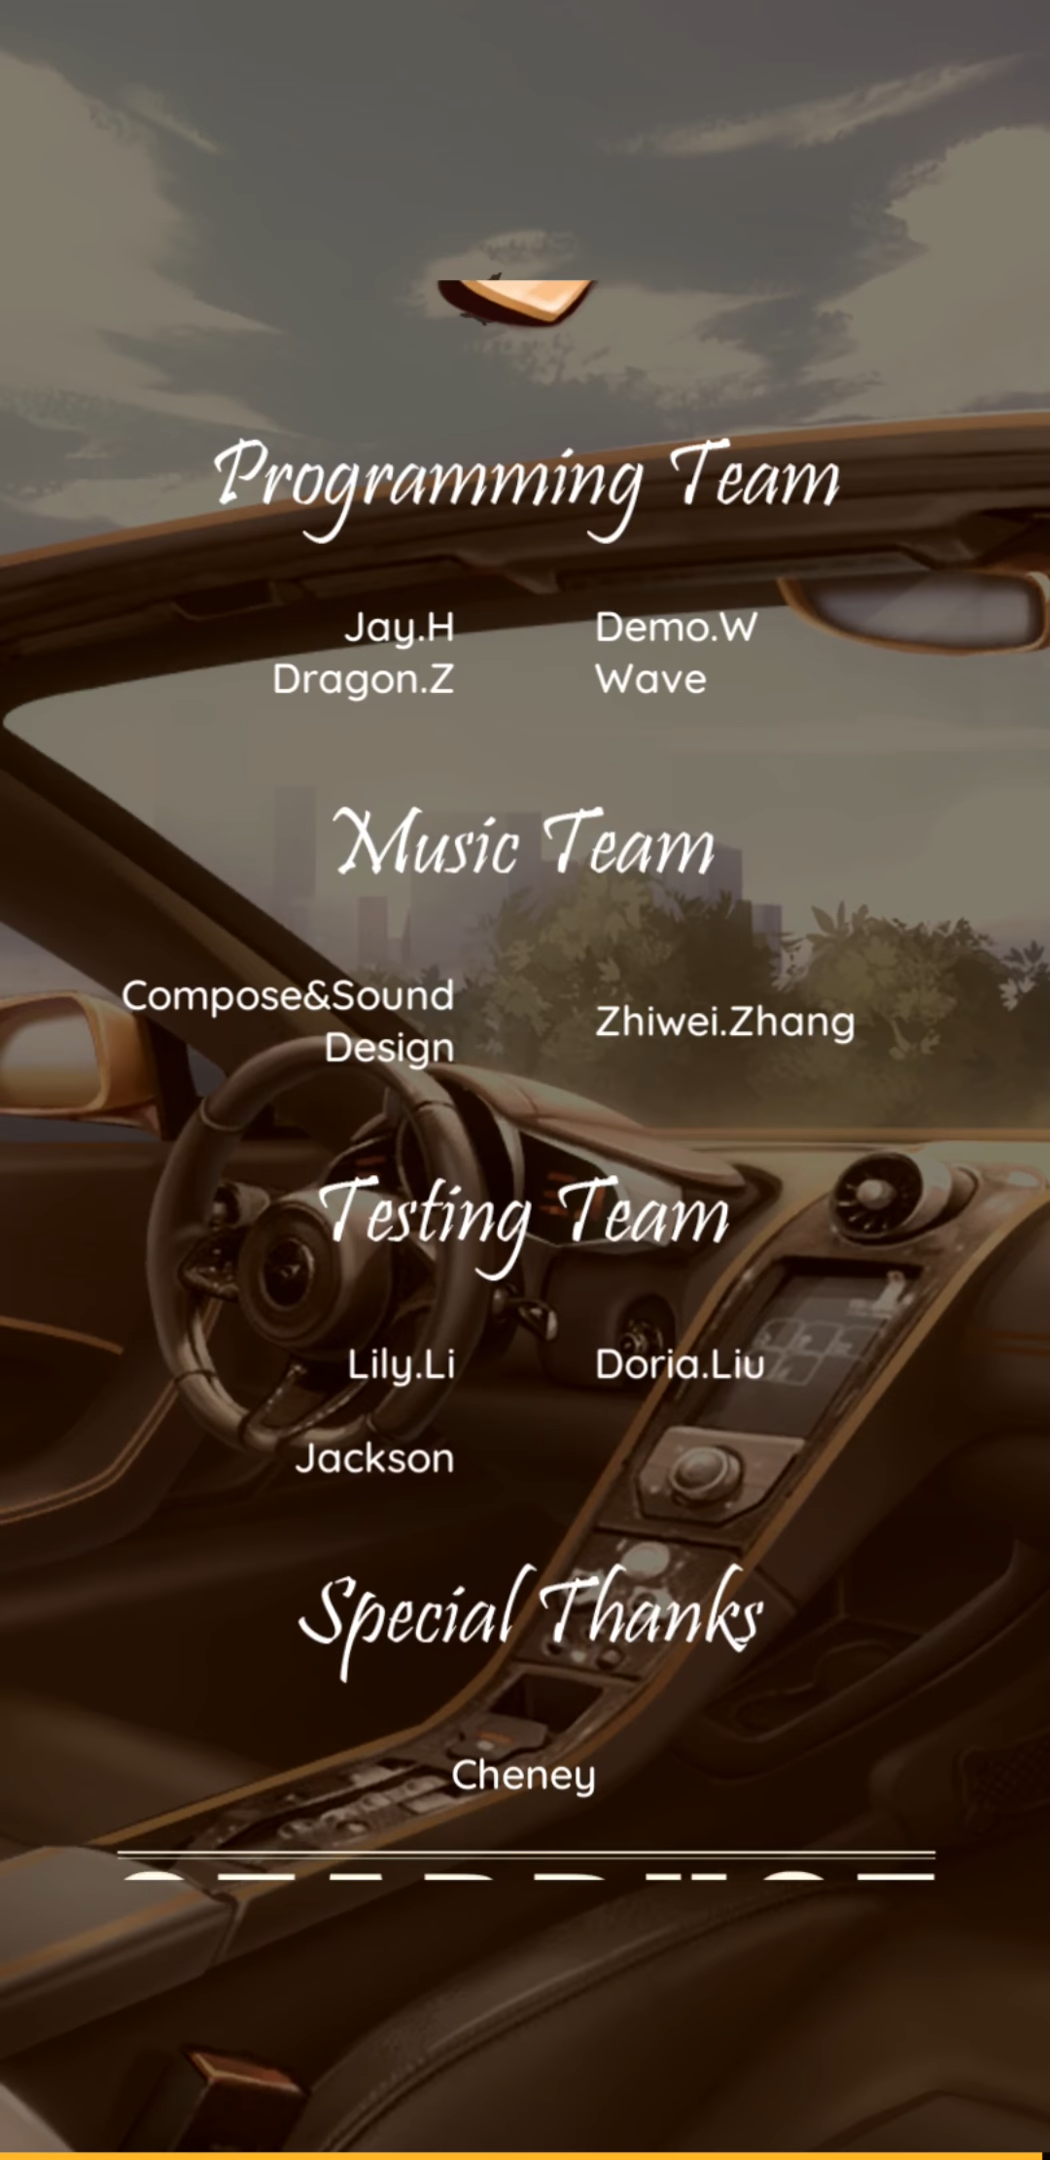 Programming Team
Jay.H Demo.W
Dragon.Z Wave
Music Team
Compose&Sound
Design
Zhiwei.Zhang
Testing Team
Lily.Li Doria.Liu
Jackson
Special Thanks
Cheney